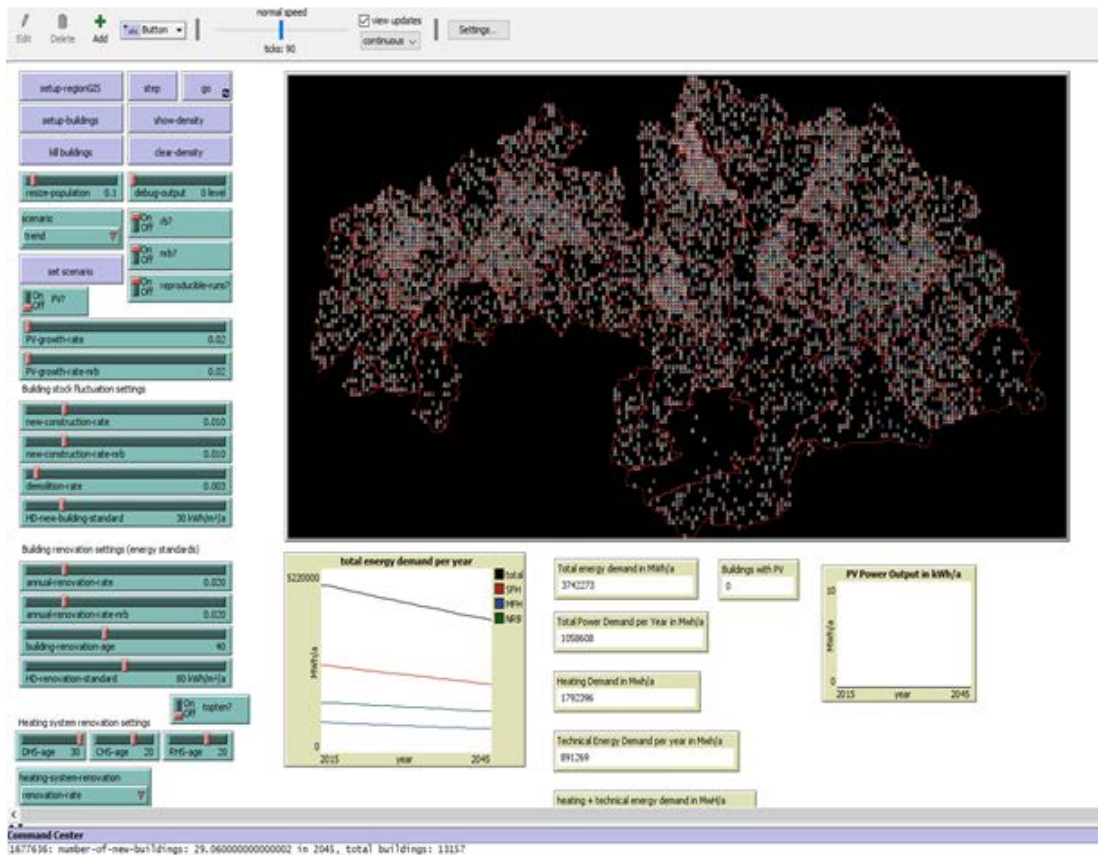 normal speed
Edit
Delete
Add
abc Button
view updates
continuous
Settings...
ticks: 90
setup-regionGIS
step
go
setup-buildings
show-density
kill buildings
clear-density
resize-population 0.1
debug-output 0 level
scenario
trend
On
Off
rb?
On
Off
nrb?
set scenario
On
Off
reproducible-runs?
On
Off
PV?
PV-growth-rate 0.02
PV-growth-rate-nrb 0.02
Building stock fluctuation settings
new-construction-rate 0.010
new-construction-rate-nrb 0.010
demolition-rate 0.003
HD-new-building-standard 30 kWh/m²/a
Building renovation settings (energy standards)
annual-renovation-rate 0.020
annual-renovation-rate-nrb 0.020
building-renovation-age 40
HD-renovation-standard 80 kWh/m²/a
On
Off
topten?
Heating system renovation settings
DHS-age 30
CHS-age 20
RHS-age 20
heating-system-renovation
renovation-rate
total energy demand per year
5220000
MWh/a
0
2015
year
2045
total
SFH
MFH
NRB
Total energy demand in MWh/a
3742273
Buildings with PV
0
Total Power Demand per Year in Mwh/a
1058608
Heating Demand in Mwh/a
1792396
Technical Energy Demand per year in Mwh/a
891269
heating + technical energy demand in MwH/a
PV Power Output in kWh/a
10
MWh/a
0
2015
year
2045
Command Center
1677636: number-of-new-buildings: 29.060000000000002 in 2045, total buildings: 13157